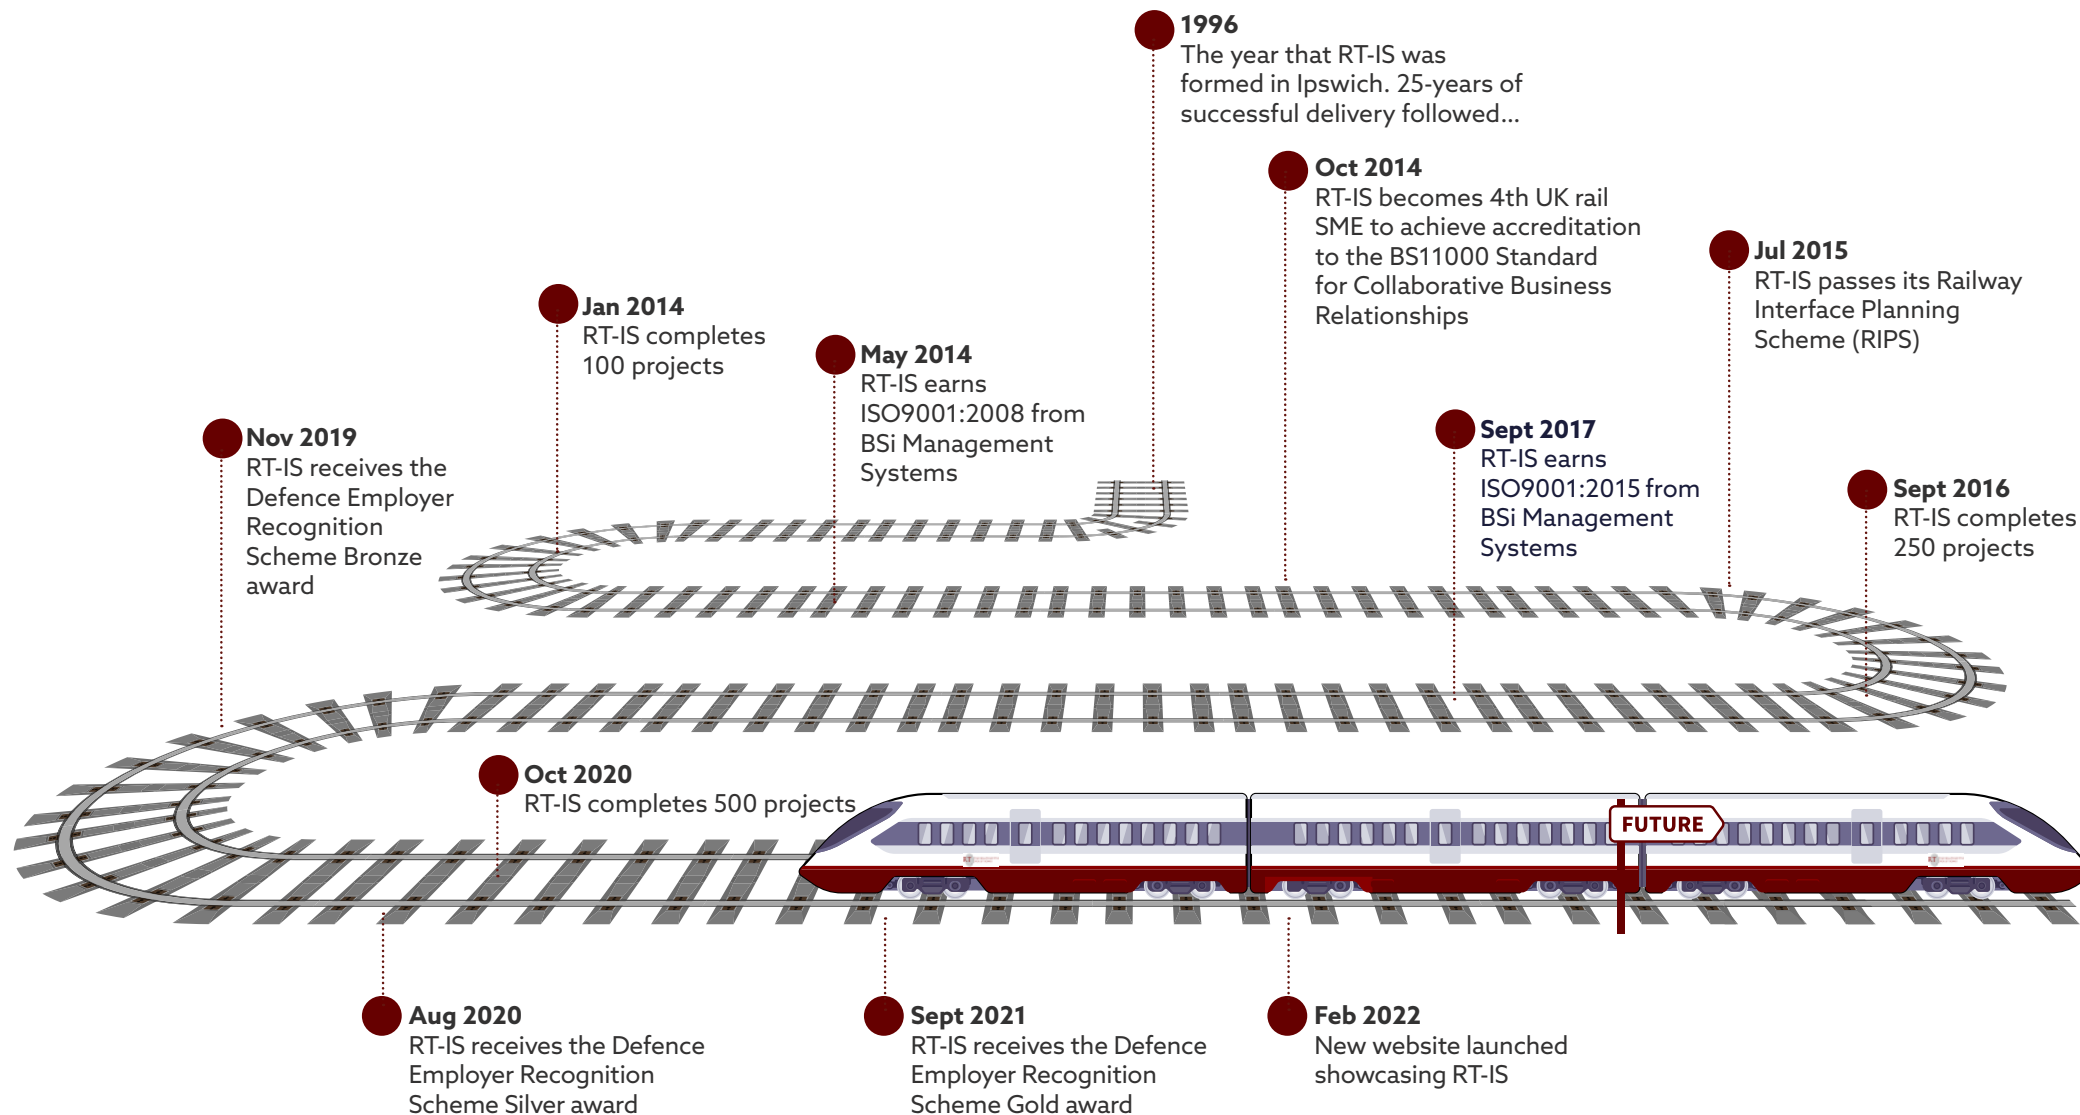 1996
The year that RT-IS was
formed in Ipswich. 25-years of
successful delivery followed...
Jan 2014
RT-IS completes
100 projects
May 2014
RT-IS earns
ISO9001:2008 from
BSi Management
Systems
Oct 2014
RT-IS becomes 4th UK rail
SME to achieve accreditation
to the BS11000 Standard
for Collaborative Business
Relationships
Jul 2015
RT-IS passes its Railway
Interface Planning
Scheme (RIPS)
Sept 2016
RT-IS completes
250 projects
Sept 2017
RT-IS earns
ISO9001:2015 from
BSi Management
Systems
Nov 2019
RT-IS receives the
Defence Employer
Recognition
Scheme Bronze
award
Aug 2020
RT-IS receives the Defence
Employer Recognition
Scheme Silver award
Oct 2020
RT-IS completes 500 projects
Sept 2021
RT-IS receives the Defence
Employer Recognition
Scheme Gold award
Feb 2022
New website launched
showcasing RT-IS
FUTURE
RT
RT